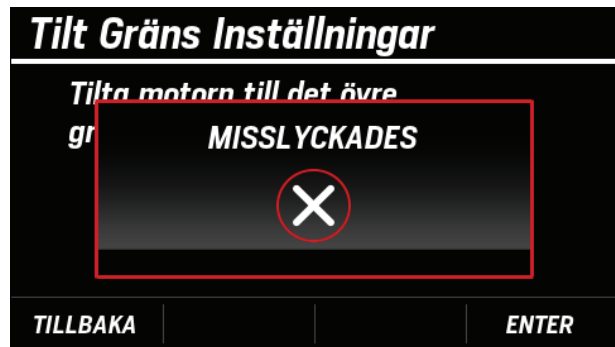 Tilt Gräns Inställningar
Tilta motorn till det övre
MISSLYCKADES
TILLBAKA
ENTER